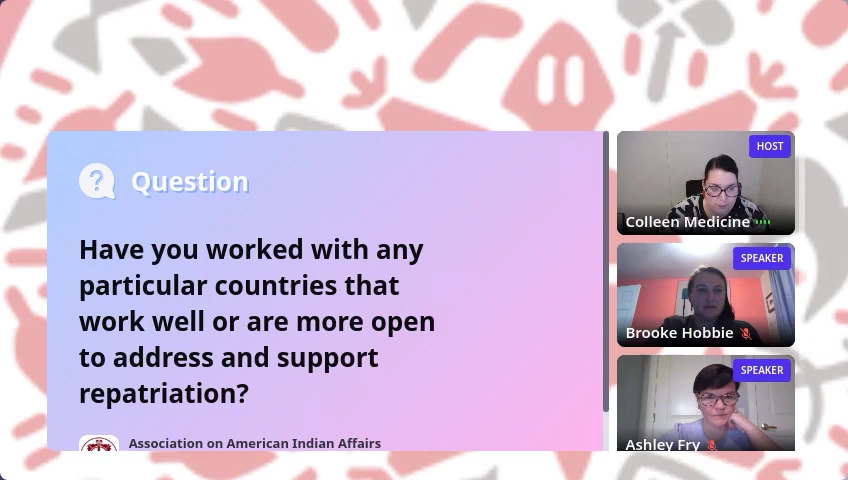 Question
Have you worked with any
particular countries that
work well or are more open
to address and support
repatriation?
Association on American Indian Affairs
HOST
Colleen Medicine
SPEAKER
Brooke Hobbie
SPEAKER
Ashley Fry